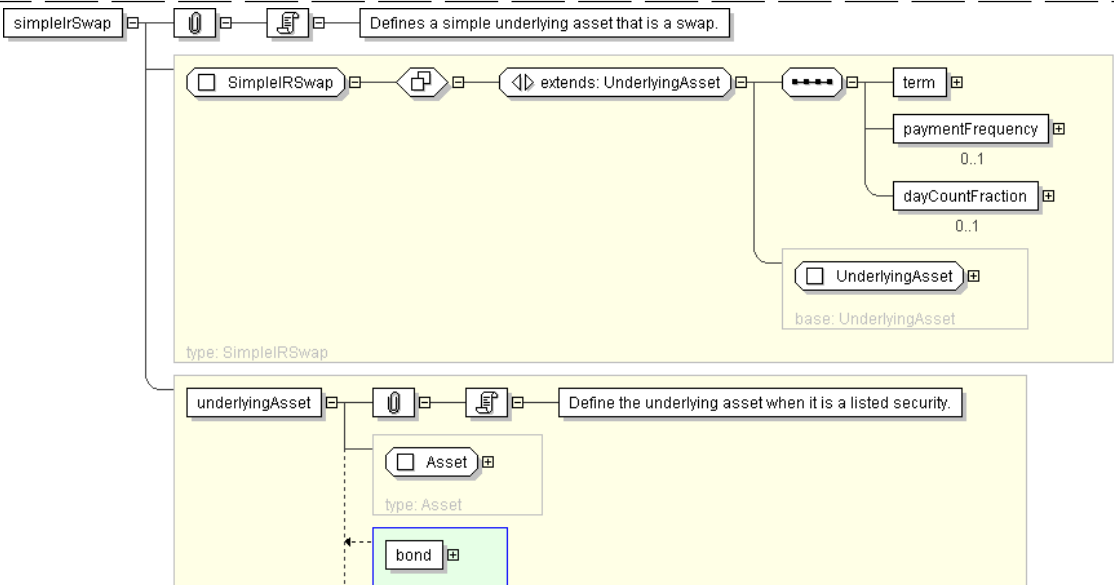 simpleIrSwap
Defines a simple underlying asset that is a swap.
SimpleIRSwap
extends: UnderlyingAsset
term
paymentFrequency
0..1
dayCountFraction
0..1
UnderlyingAsset
base: UnderlyingAsset
type: SimpleIRSwap
underlyingAsset
Define the underlying asset when it is a listed security.
Asset
type: Asset
bond